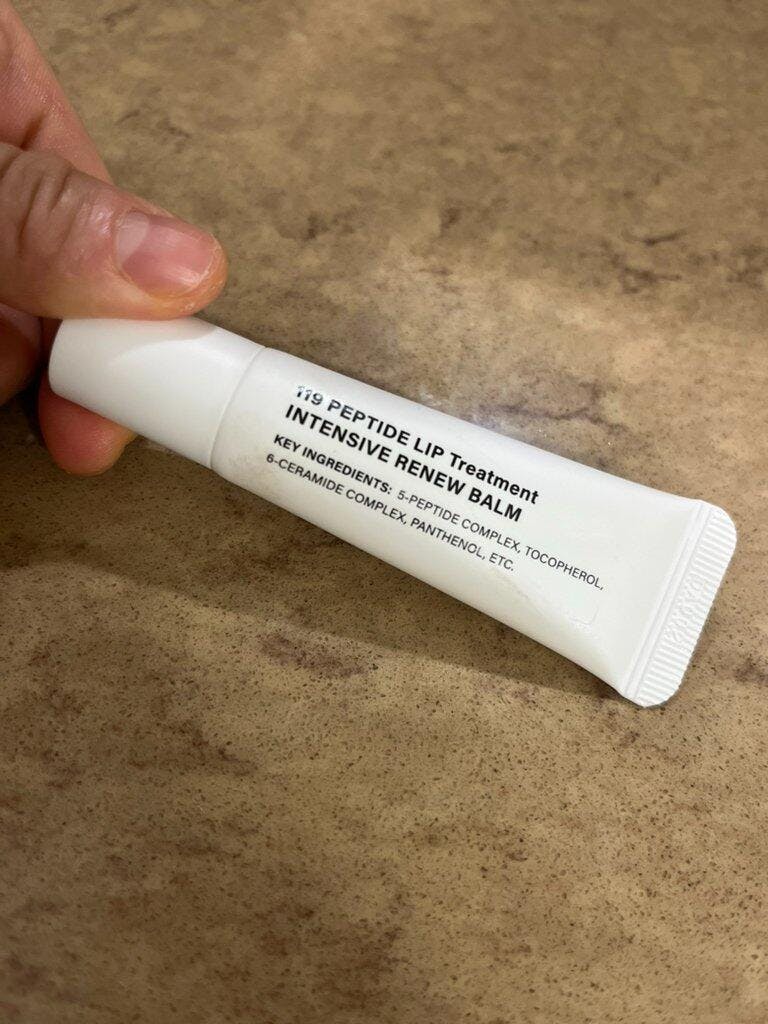 119 PEPTIDE LIP Treatment
INTENSIVE RENEW BALM
KEY INGREDIENTS: 5-PEPTIDE COMPLEX, TOCOPHEROL,
6-CERAMIDE COMPLEX, PANTHENOL, ETC.